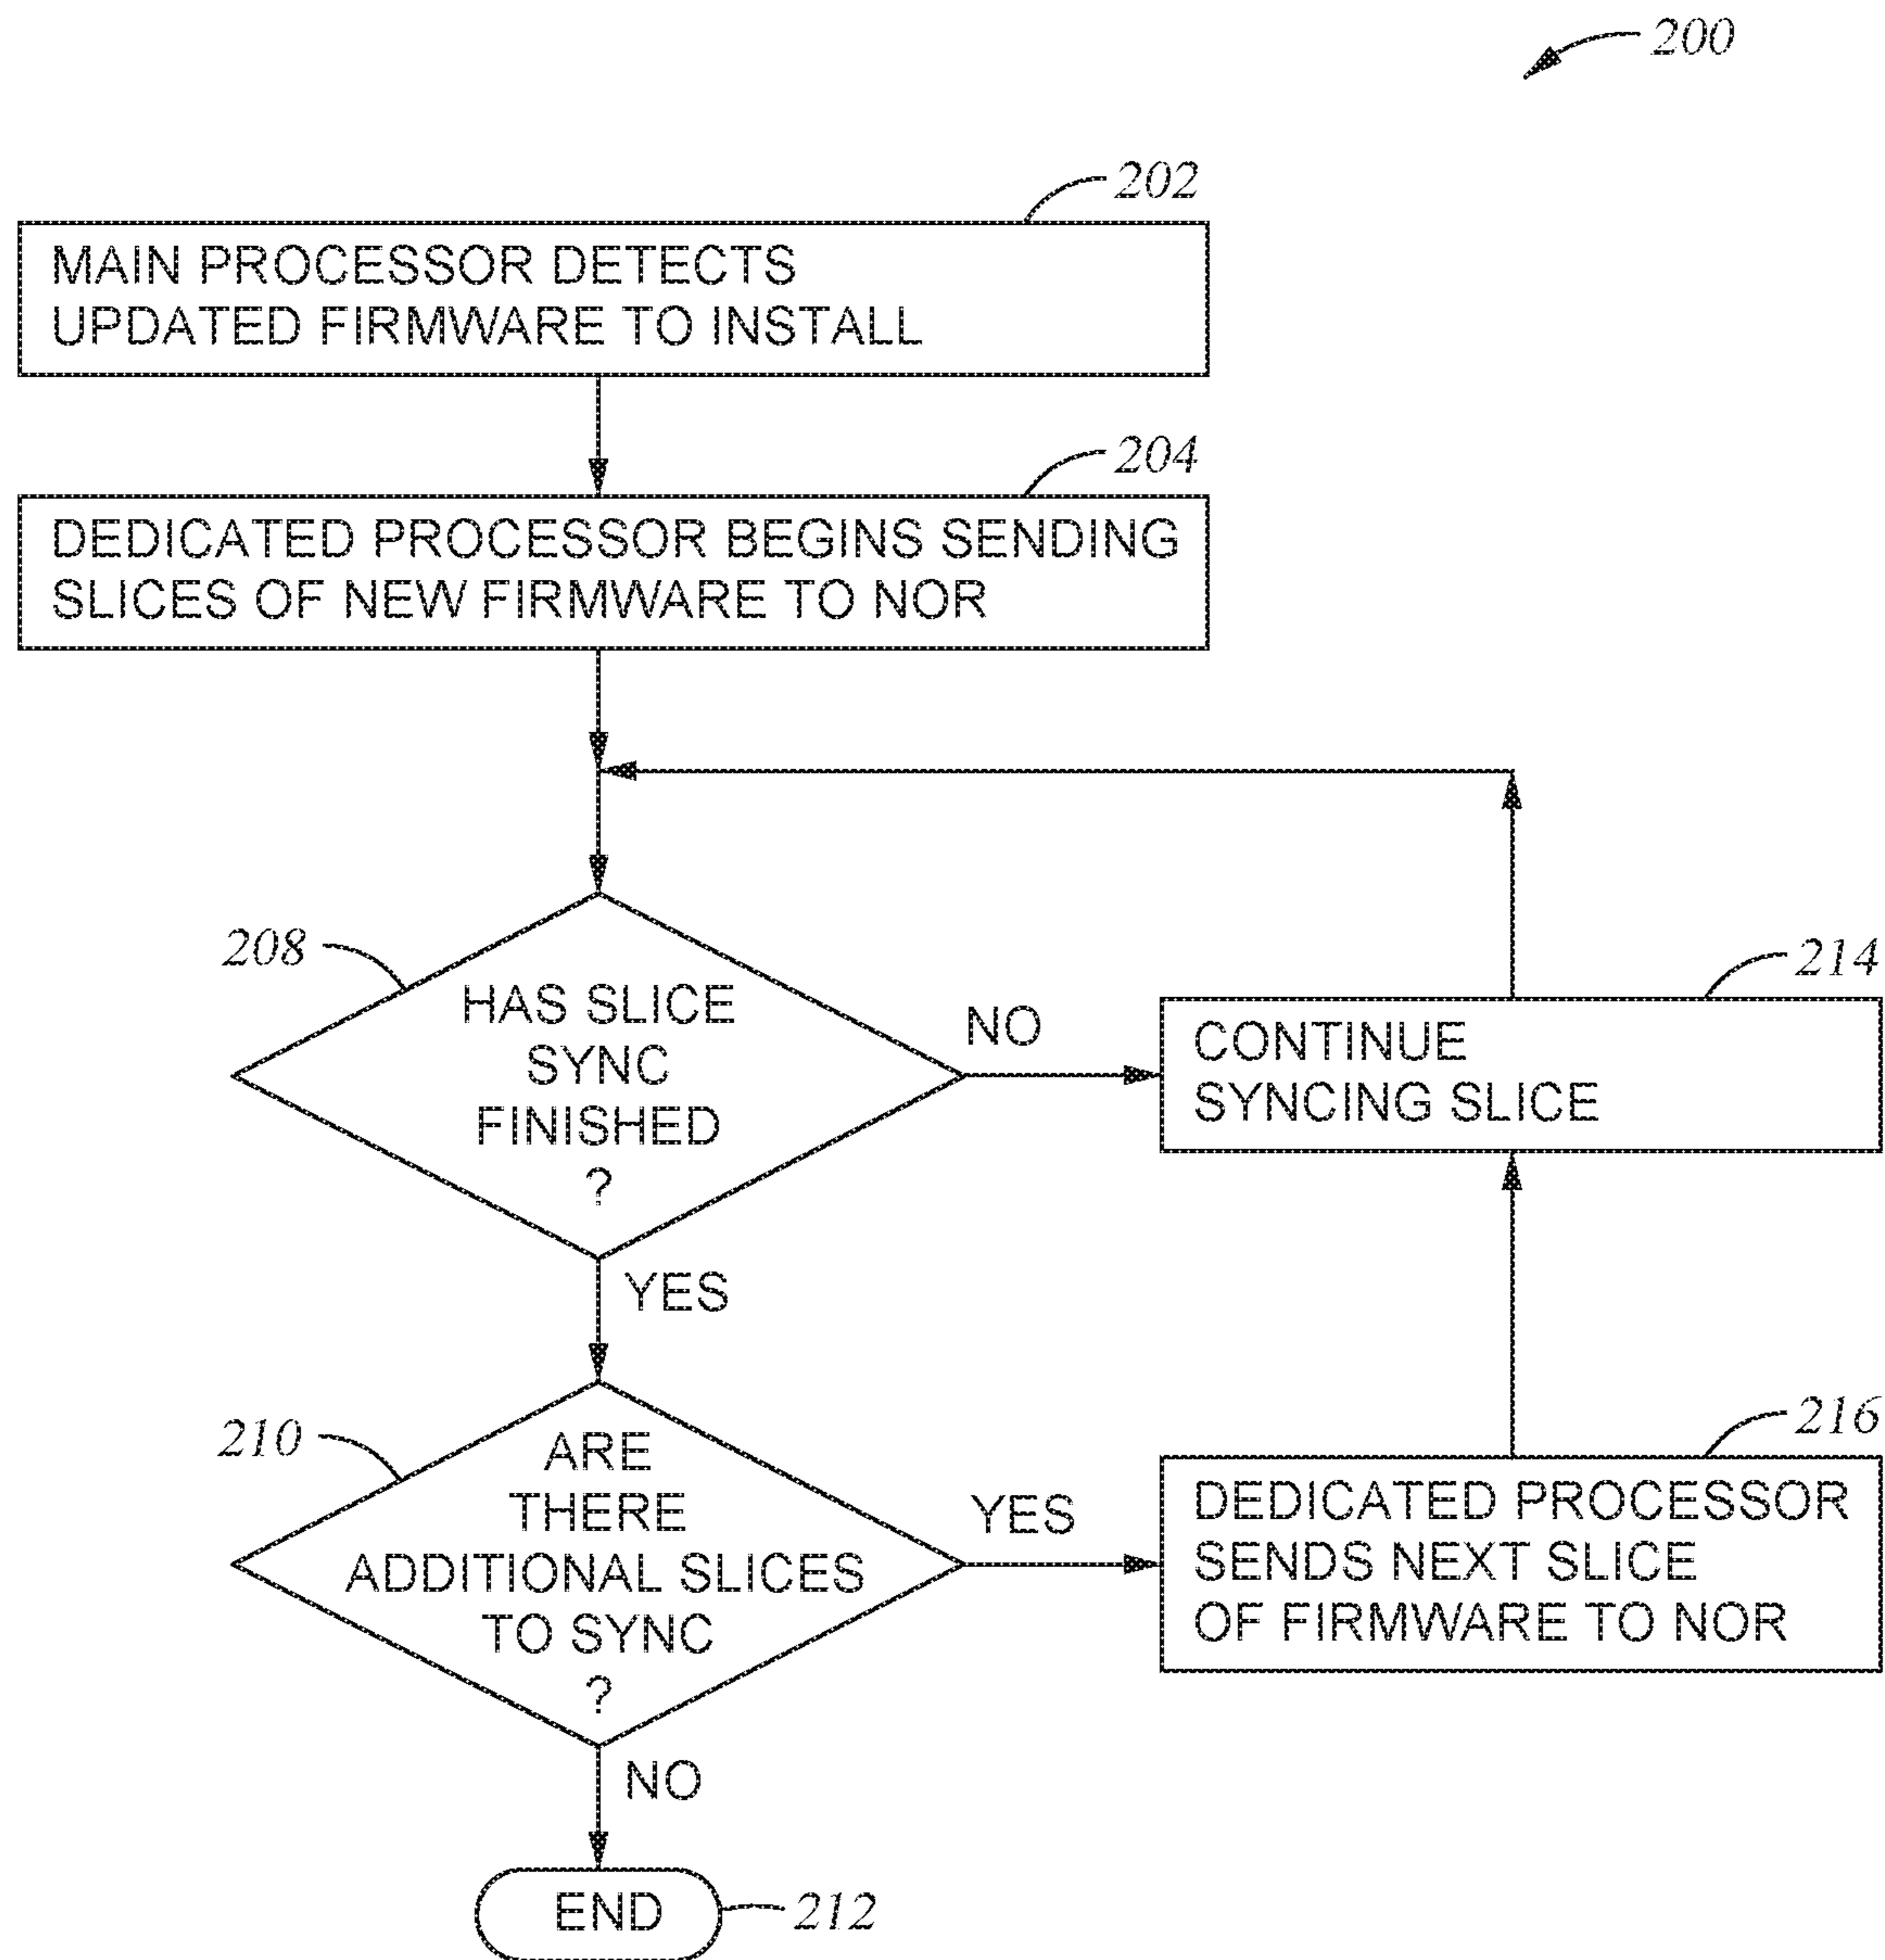 200
202
MAIN PROCESSOR DETECTS
UPDATED FIRMWARE TO INSTALL
204
DEDICATED PROCESSOR BEGINS SENDING
SLICES OF NEW FIRMWARE TO NOR
208
HAS SLICE
SYNC
FINISHED
?
NO
214
CONTINUE
SYNCING SLICE
YES
210
ARE
THERE
ADDITIONAL SLICES
TO SYNC
?
YES
216
DEDICATED PROCESSOR
SENDS NEXT SLICE
OF FIRMWARE TO NOR
NO
END
212